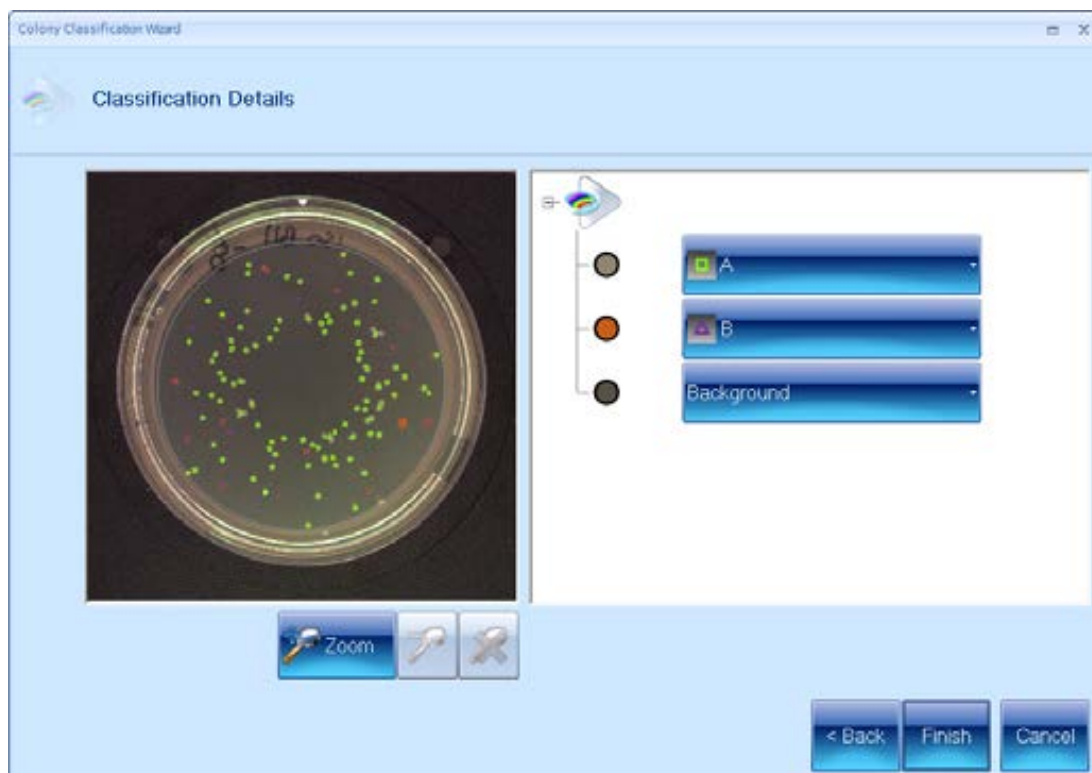 Colony Classification Wizard
Classification Details
A
B
Background
Zoom
< Back
Finish
Cancel